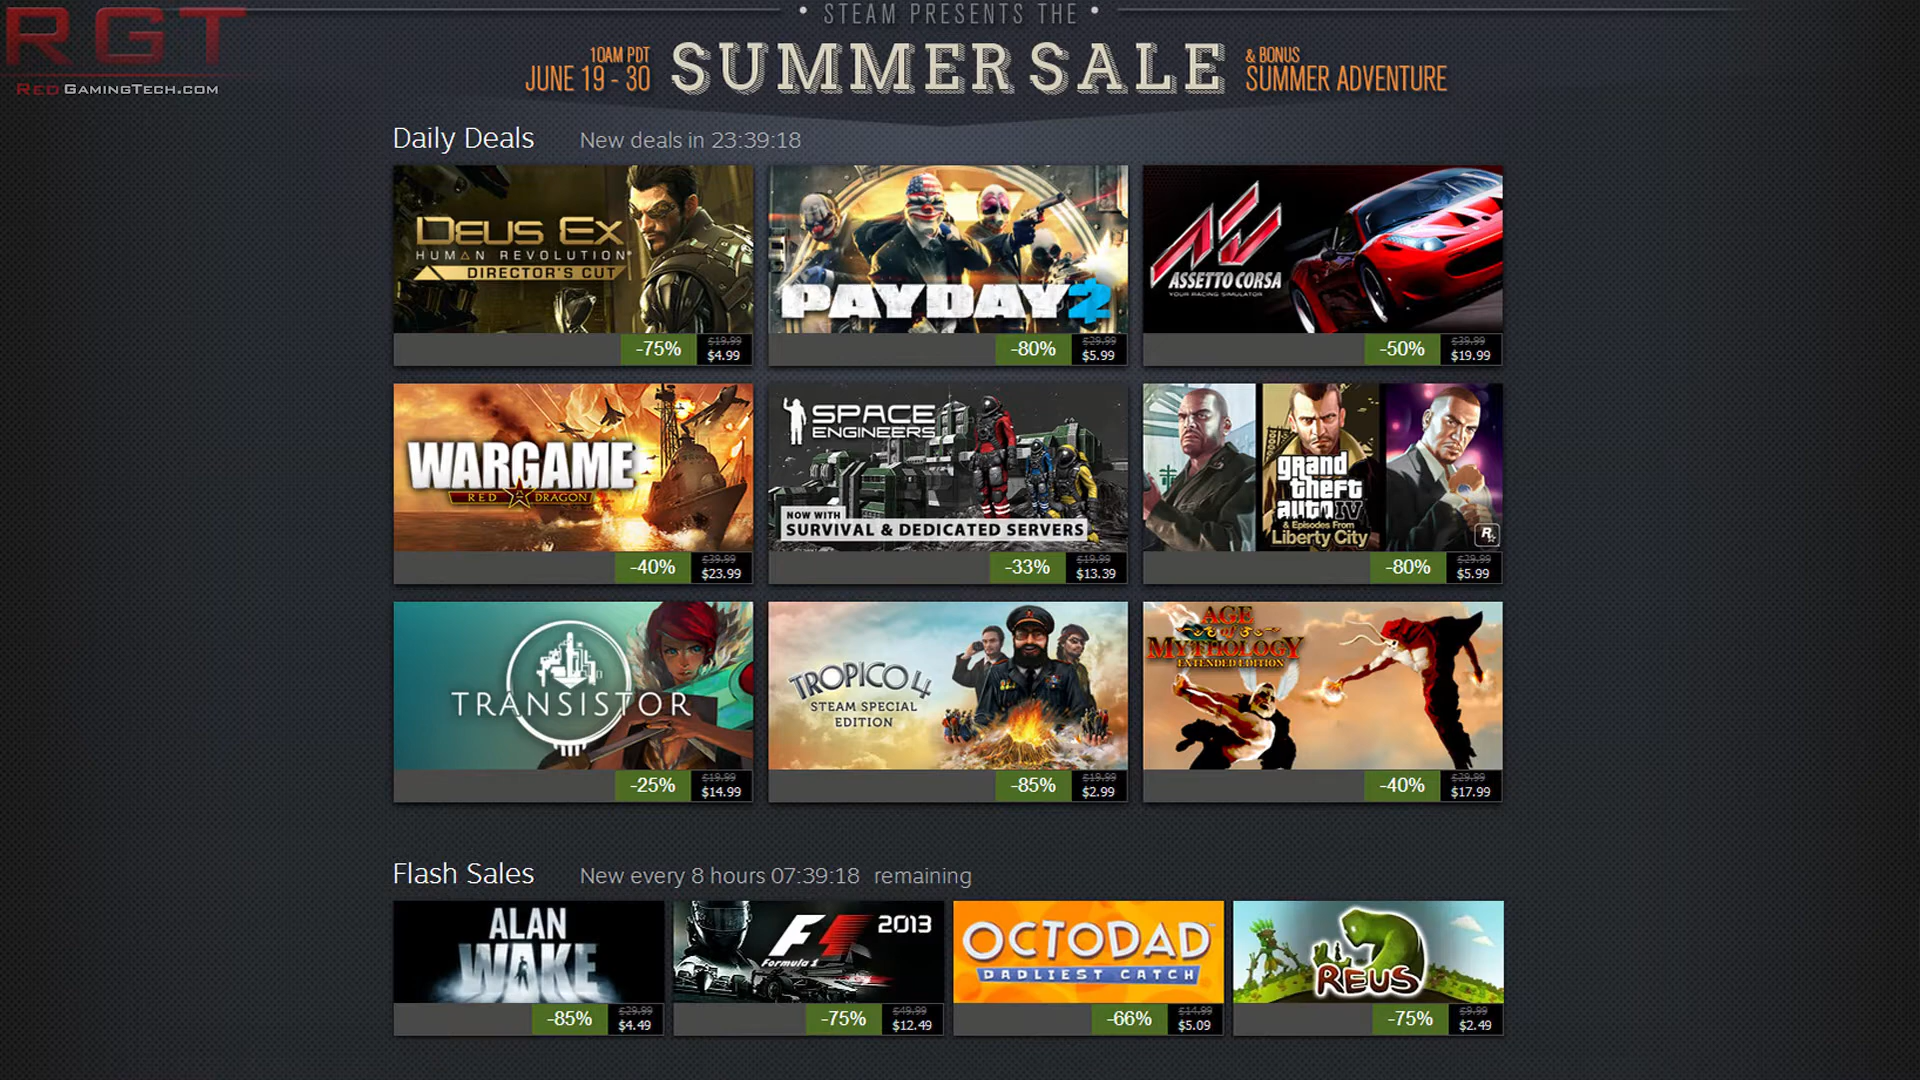 RGT
REDGAMINGTECH.COM
• STEAM PRESENTS THE •
10AM PDT
JUNE 19 - 30
SUMMER SALE
& BONUS
SUMMER ADVENTURE
Daily Deals New deals in 23:39:18
DEUS EX
HUMAN REVOLUTION®
DIRECTOR'S CUT
-75% $19.99
$4.99
PAYDAY 2
-80% $29.99
$5.99
ASSETTO CORSA
YOUR RACING SIMULATOR
-50% $39.99
$19.99
WARGAME
RED DRAGON
-40% $39.99
$23.99
SPACE
ENGINEERS
NOW WITH
SURVIVAL & DEDICATED SERVERS
-33% $19.99
$13.39
grand
theft
auto IV
& Episodes From
Liberty City
R
-80% $29.99
$5.99
TRANSISTOR
-25% $19.99
$14.99
TROPICO 4
STEAM SPECIAL
EDITION
-85% $19.99
$2.99
AGE
of
MYTHOLOGY
EXTENDED EDITION
-40% $29.99
$17.99
Flash Sales New every 8 hours 07:39:18 remaining
ALAN
WAKE
-85% $29.99
$4.49
F1 2013
Formula 1
-75% $49.99
$12.49
OCTODAD™
DADLIEST CATCH
-66% $14.99
$5.09
REUS
-75% $9.99
$2.49